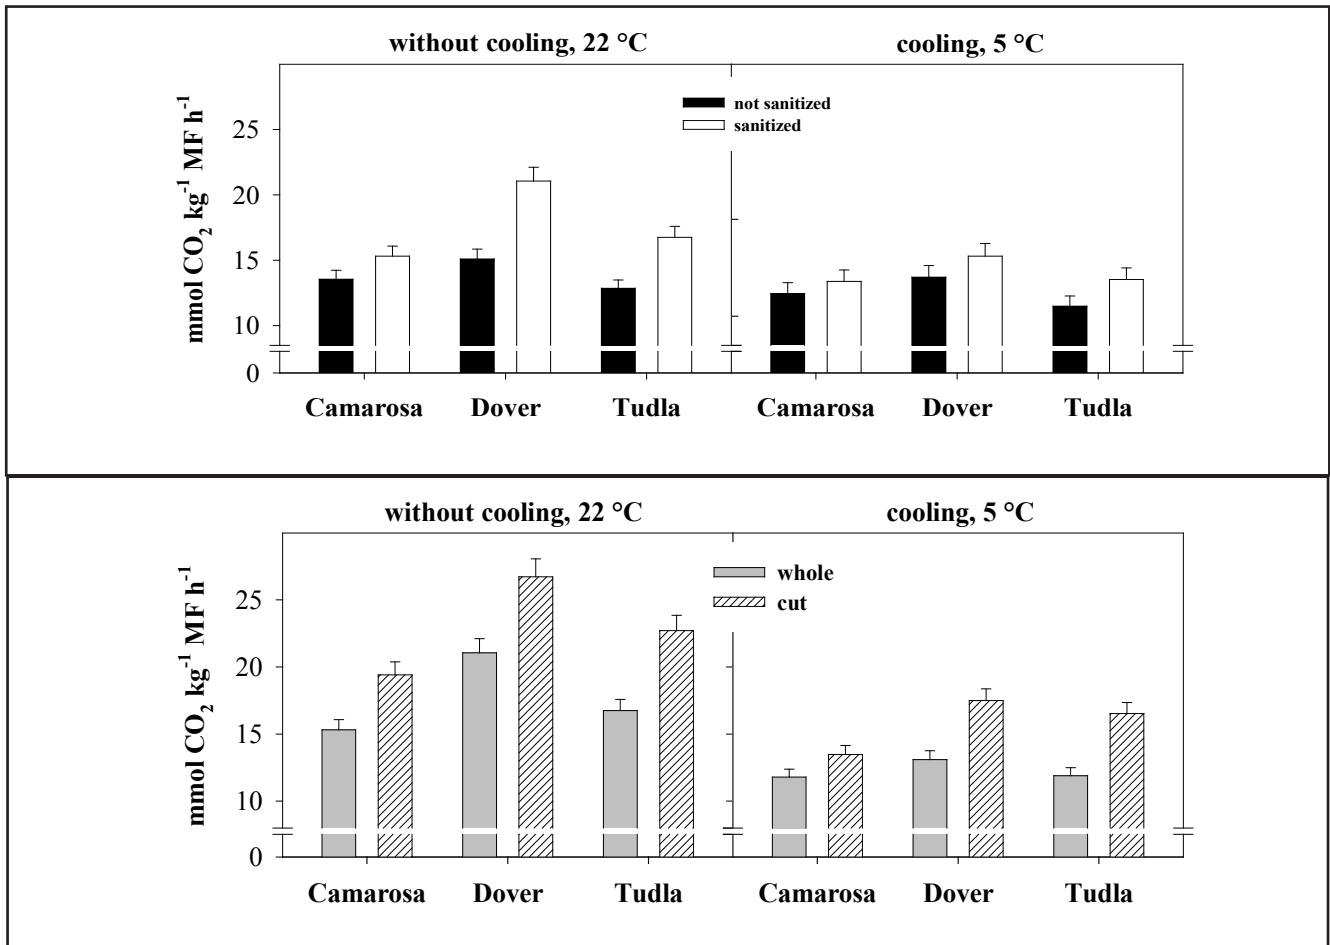 without cooling, 22 °C
cooling, 5 °C
not sanitized
sanitized
mmol CO₂ kg⁻¹ MF h⁻¹
25
20
15
10
0
Camarosa Dover Tudla Camarosa Dover Tudla
without cooling, 22 °C
cooling, 5 °C
whole
cut
mmol CO₂ kg⁻¹ MF h⁻¹
25
20
15
10
0
Camarosa Dover Tudla Camarosa Dover Tudla